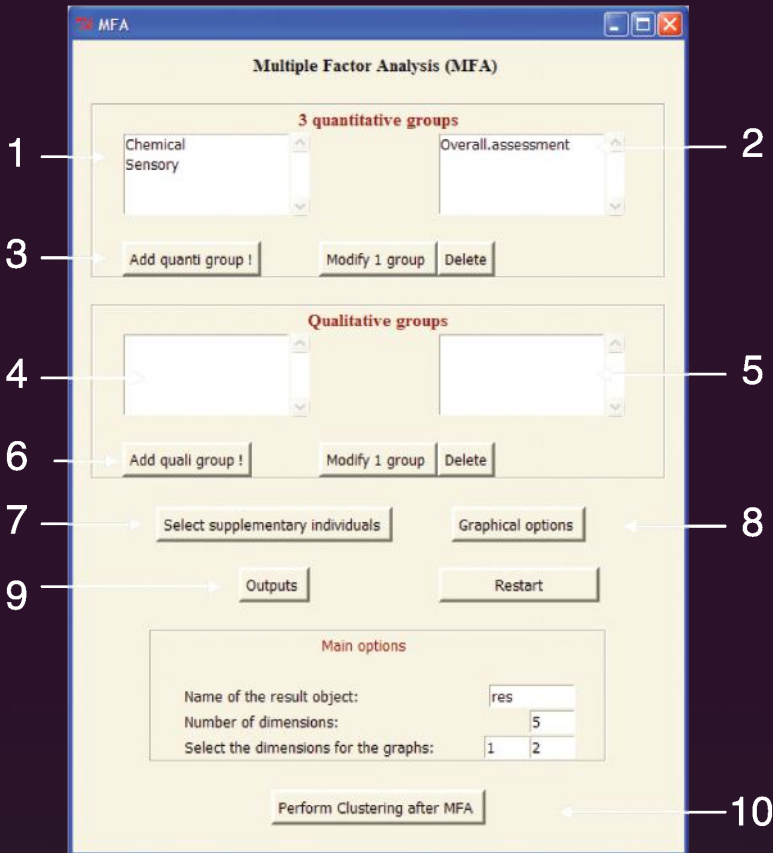 MFA
Multiple Factor Analysis (MFA)
3 quantitative groups
1
Chemical
Sensory
Overall.assessment
2
3
Add quanti group !
Modify 1 group
Delete
Qualitative groups
4
5
6
Add quali group !
Modify 1 group
Delete
7
Select supplementary individuals
Graphical options
8
9
Outputs
Restart
Main options
Name of the result object: res
Number of dimensions: 5
Select the dimensions for the graphs: 1 2
Perform Clustering after MFA
10